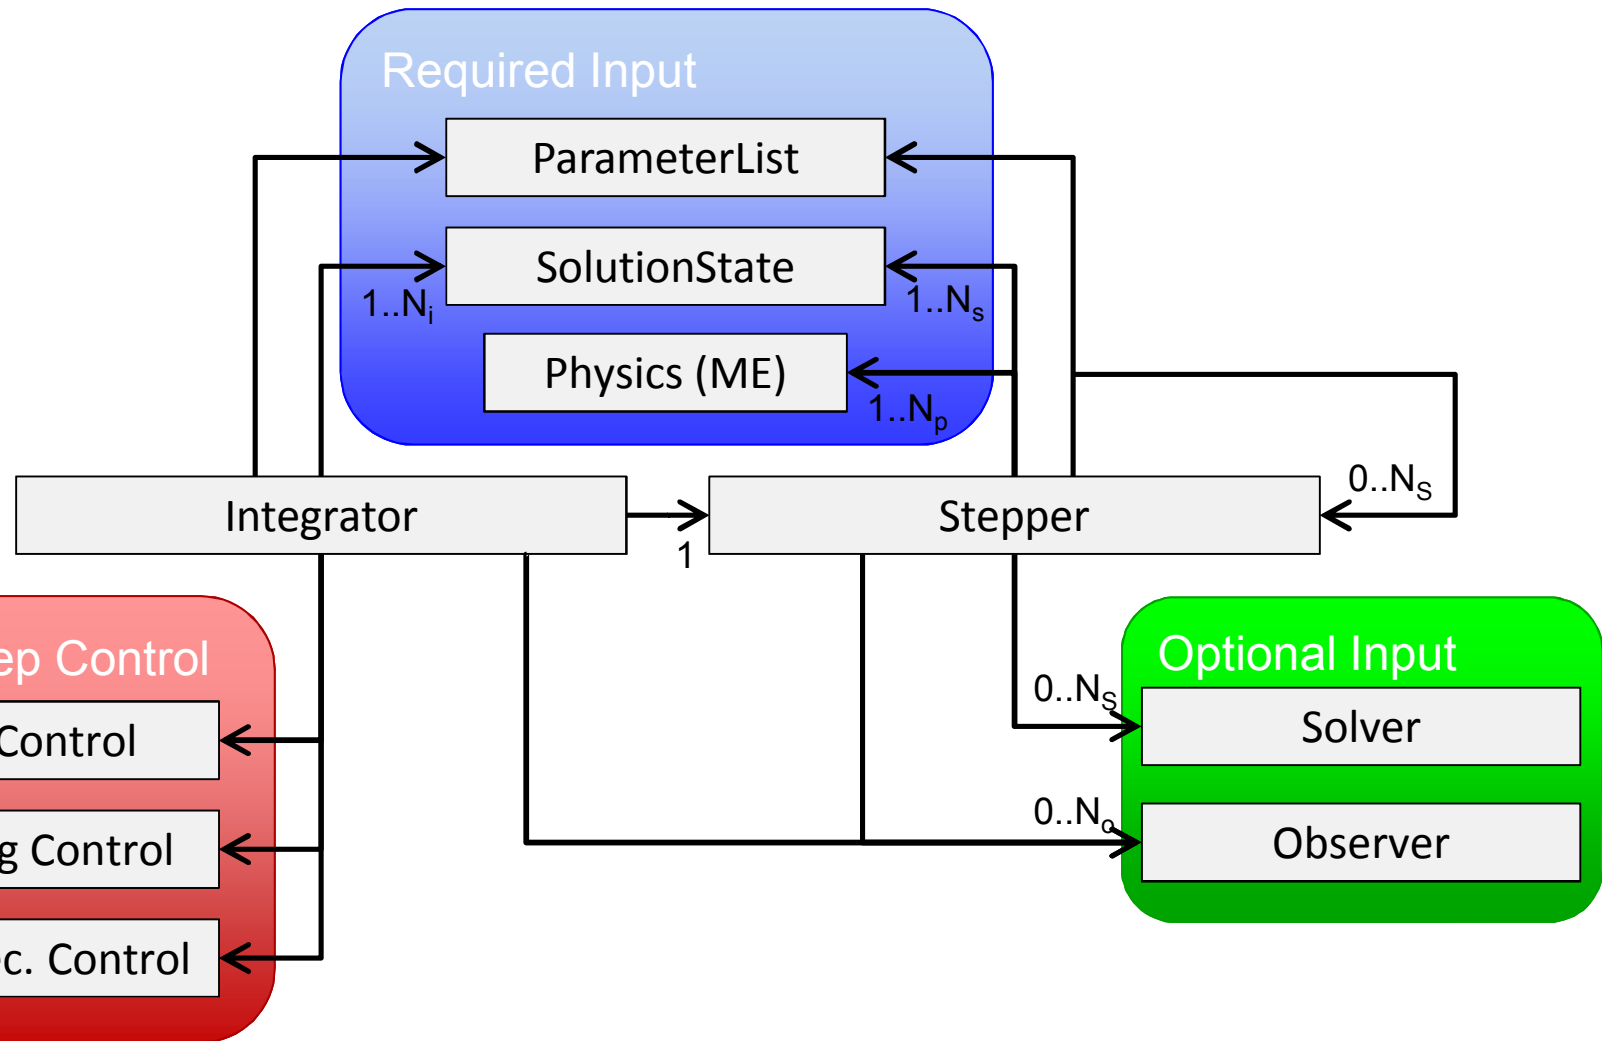 Required Input
ParameterList
SolutionState
1..Ni
1..Ns
Physics (ME)
1..Np
Integrator
1
Stepper
0..NS
ep Control
Control
g Control
c. Control
Optional Input
0..NS
Solver
0..No
Observer